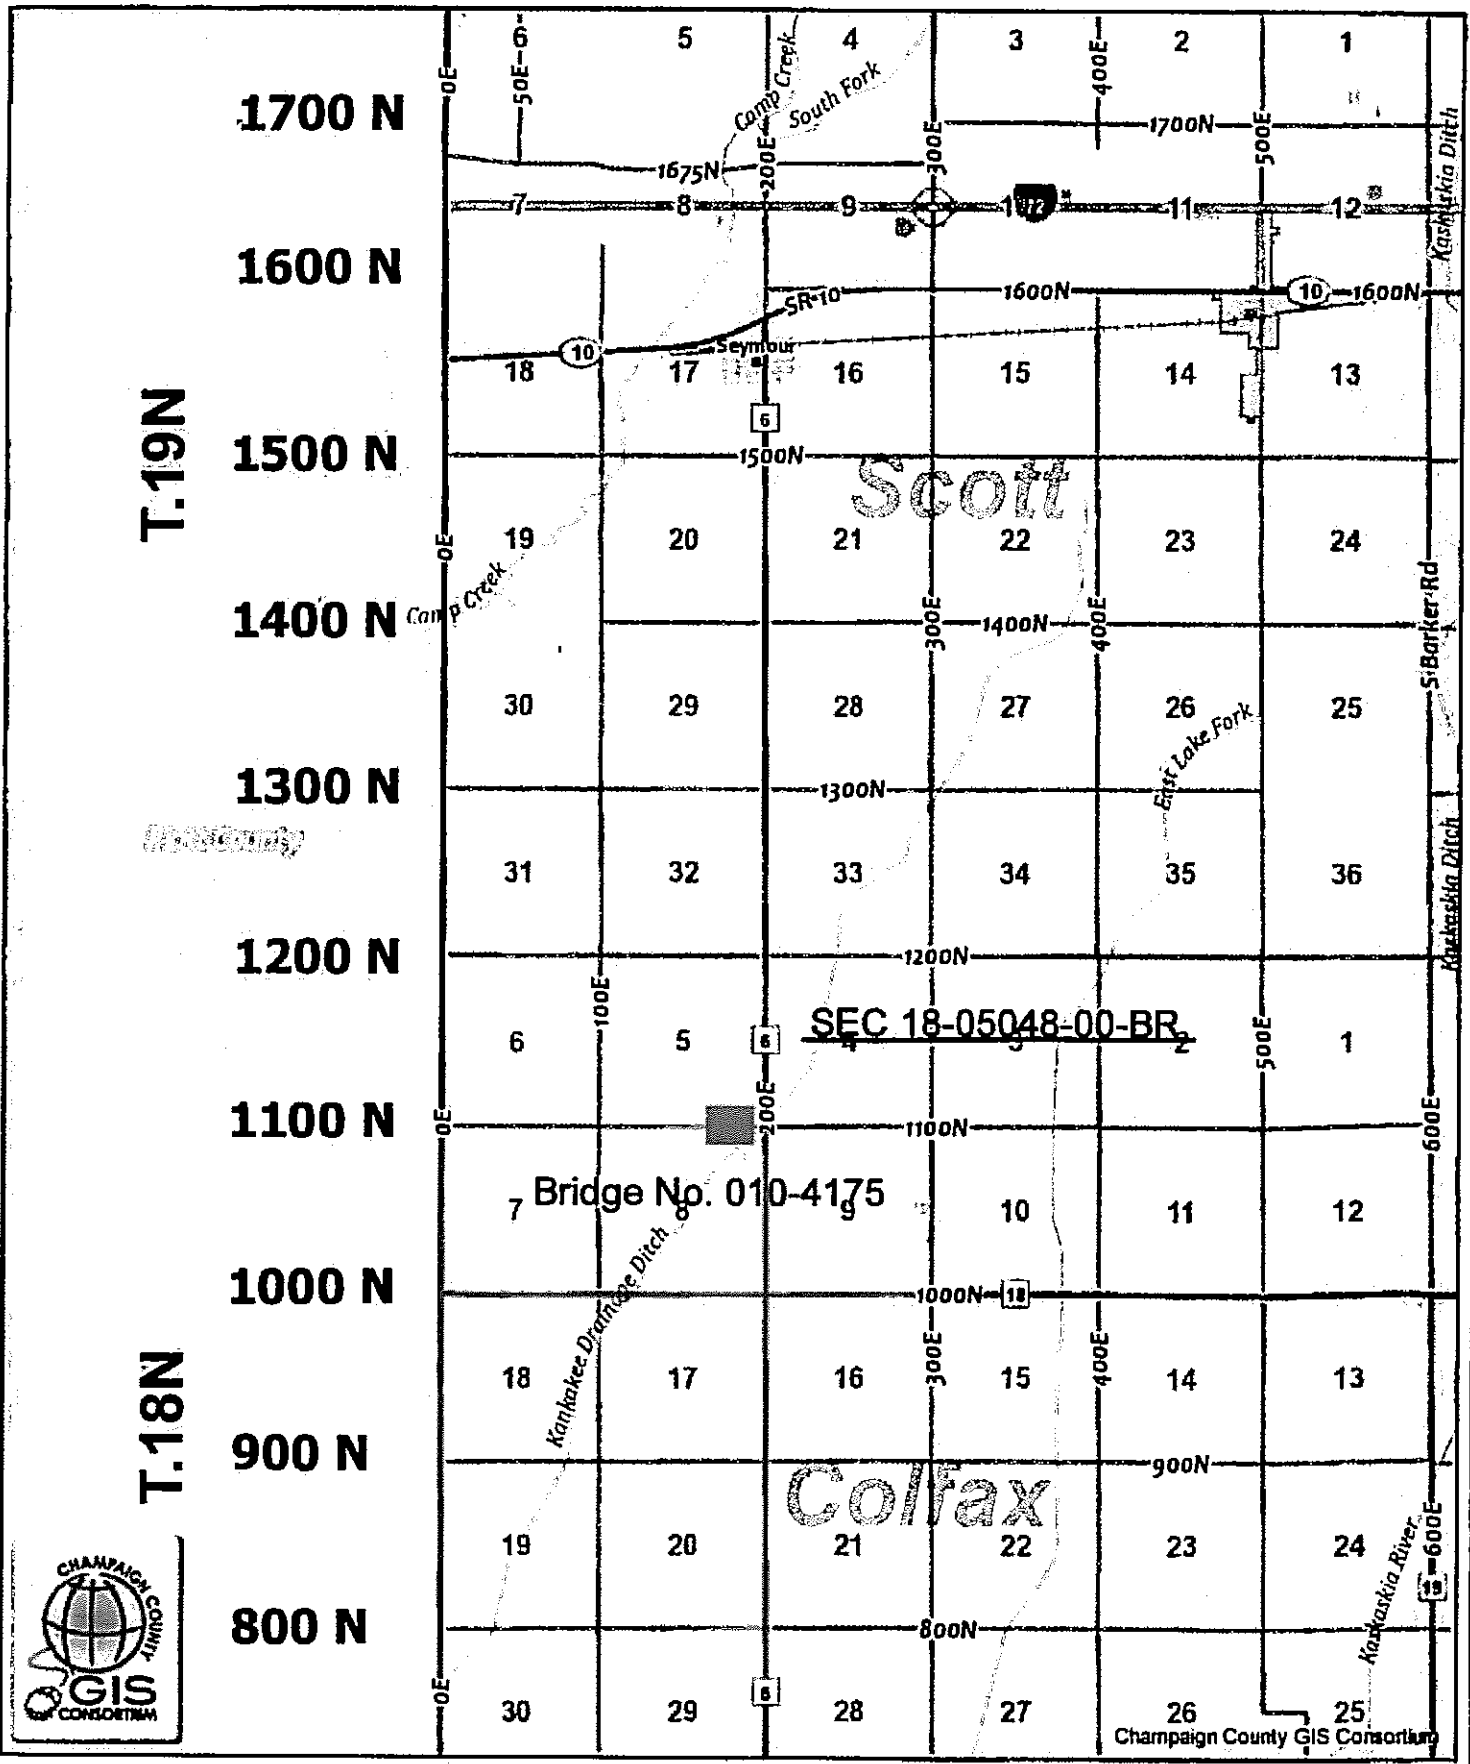 6 5 4 3 2 1
0E 50E Camp Creek South Fork 400E
1700 N
1700N
200E 300E 500E Kaskaskia Ditch
1675N
7 8 9 10 72 11 12
1600 N
SR 10 1600N 10 1600N
10 Seymour
18 17 16 15 14 13
T.19N
6
1500 N
1500N
Scott
0E 19 20 21 22 23 24
Camp Creek
1400 N
300E 1400N 400E S Barker Rd
30 29 28 27 26 25
East Lake Fork
1300 N
1300N
County
31 32 33 34 35 36
Kaskaskia Ditch
1200 N
1200N
100E
SEC 18-05048-00-BR
6 5 6 4 3 2 500E 1
1100 N
0E 200E 1100N 600E
Bridge No. 010-4175
7 8 9 10 11 12
Kankakee Drainage Ditch
1000 N
1000N 18
300E 400E
18 17 16 15 14 13
T.18N
900 N
900N
Colfax
19 20 21 22 23 24
Kaskaskia River 600E
19
CHAMPAIGN COUNTY
GIS
CONSORTIUM
800 N
800N
0E 6
30 29 28 27 26 25
Champaign County GIS Consortium